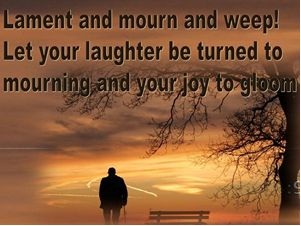 Lament and mourn and weep!
Let your laughter be turned to
mourning and your joy to gloom